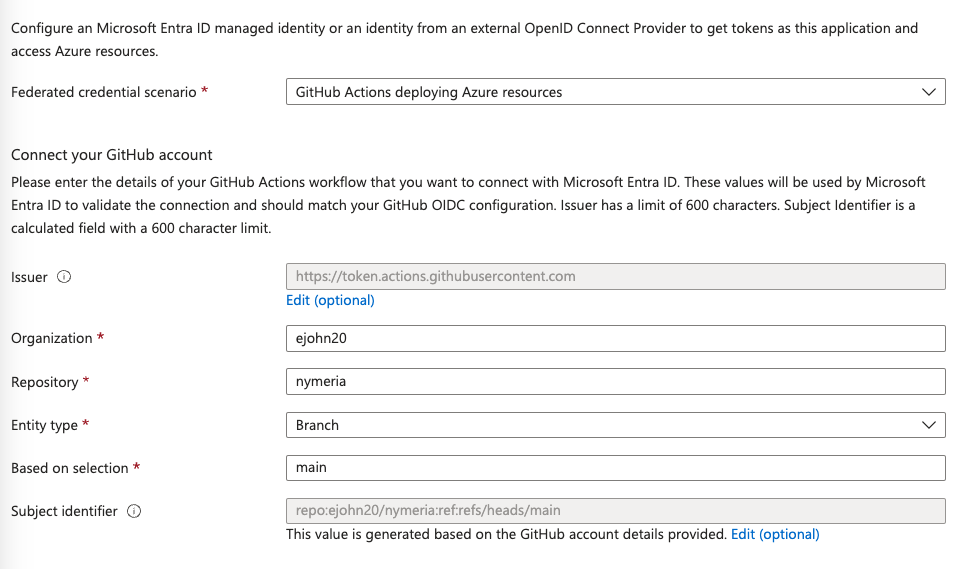 Configure an Microsoft Entra ID managed identity or an identity from an external OpenID Connect Provider to get tokens as this application and
access Azure resources.
Federated credential scenario *
GitHub Actions deploying Azure resources
Connect your GitHub account
Please enter the details of your GitHub Actions workflow that you want to connect with Microsoft Entra ID. These values will be used by Microsoft
Entra ID to validate the connection and should match your GitHub OIDC configuration. Issuer has a limit of 600 characters. Subject Identifier is a
calculated field with a 600 character limit.
Issuer
https://token.actions.githubusercontent.com
Edit (optional)
Organization *
ejohn20
Repository *
nymeria
Entity type *
Branch
Based on selection *
main
Subject identifier
repo:ejohn20/nymeria:ref:refs/heads/main
This value is generated based on the GitHub account details provided. Edit (optional)